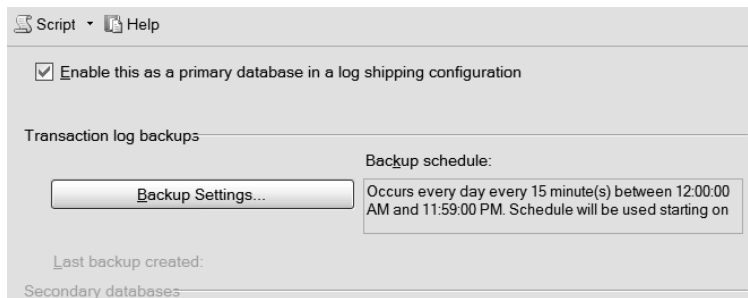 Script Help
Enable this as a primary database in a log shipping configuration
Transaction log backups
Backup schedule:
Backup Settings...
Occurs every day every 15 minute(s) between 12:00:00
AM and 11:59:00 PM. Schedule will be used starting on
Last backup created:
Secondary databases